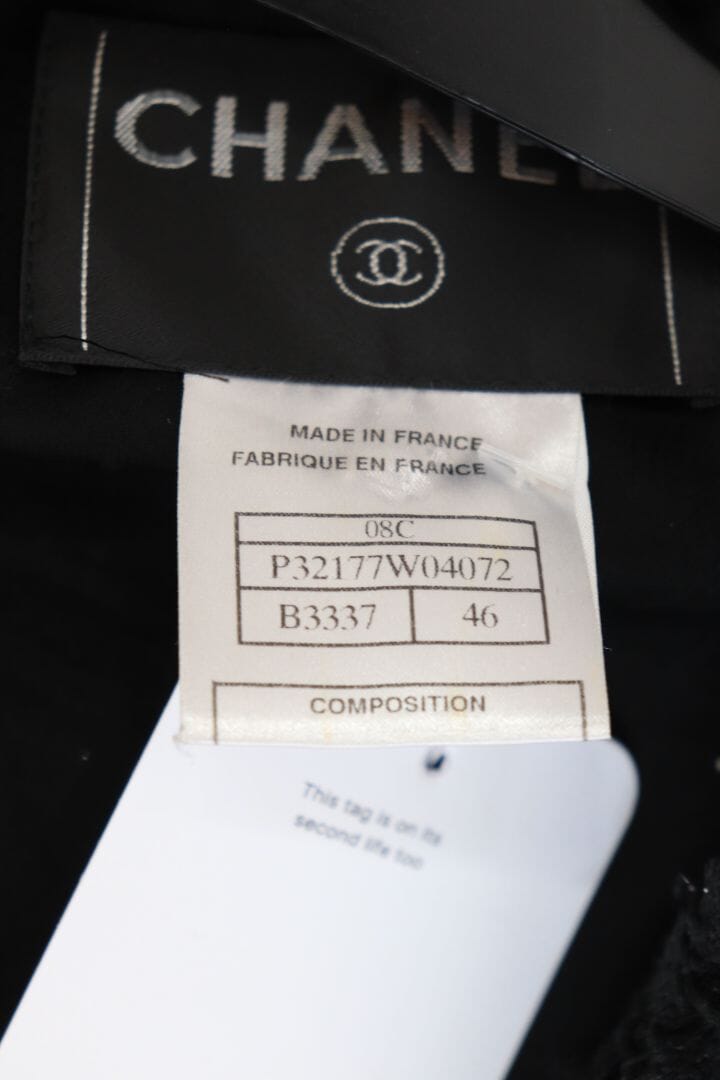 CHANEL
MADE IN FRANCE
FABRIQUE EN FRANCE
08C
P32177W04072
B3337 46
COMPOSITION
This tag is on its
second life too